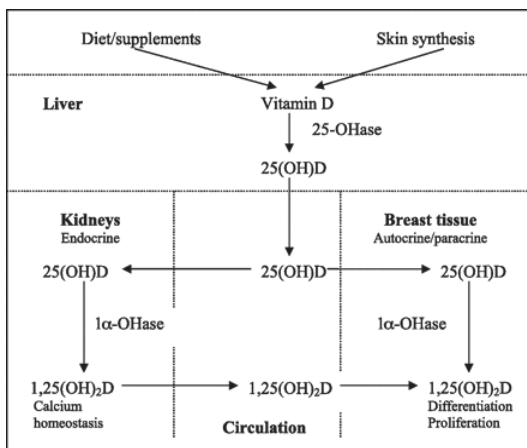 Diet/supplements Skin synthesis
Liver Vitamin D
25-OHase
25(OH)D
Kidneys Breast tissue
Endocrine Autocrine/paracrine
25(OH)D 25(OH)D 25(OH)D
1α-OHase 1α-OHase
1,25(OH)₂D 1,25(OH)₂D 1,25(OH)₂D
Calcium Differentiation
homeostasis Circulation Proliferation